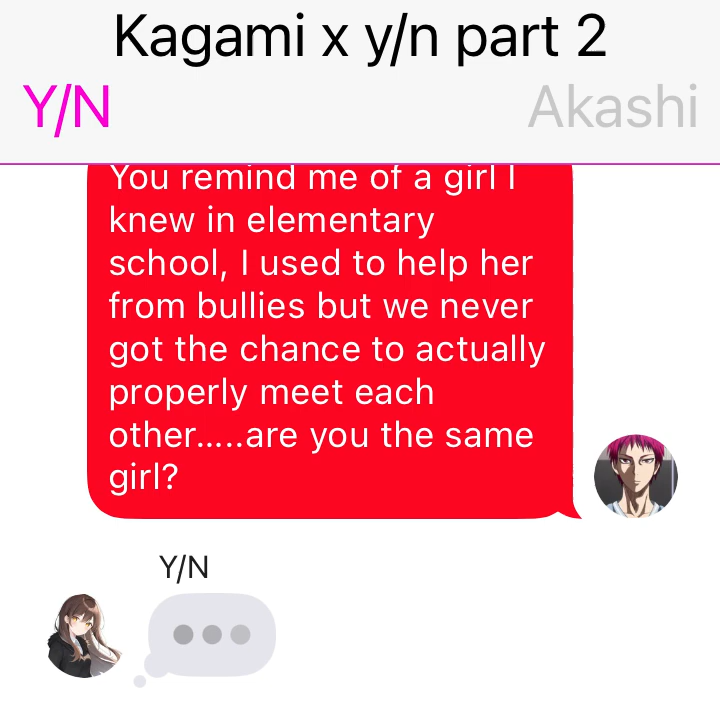 Kagami x y/n part 2
Y/N
Akashi
You remind me of a girl I
knew in elementary
school, I used to help her
from bullies but we never
got the chance to actually
properly meet each
other.....are you the same
girl?
Y/N